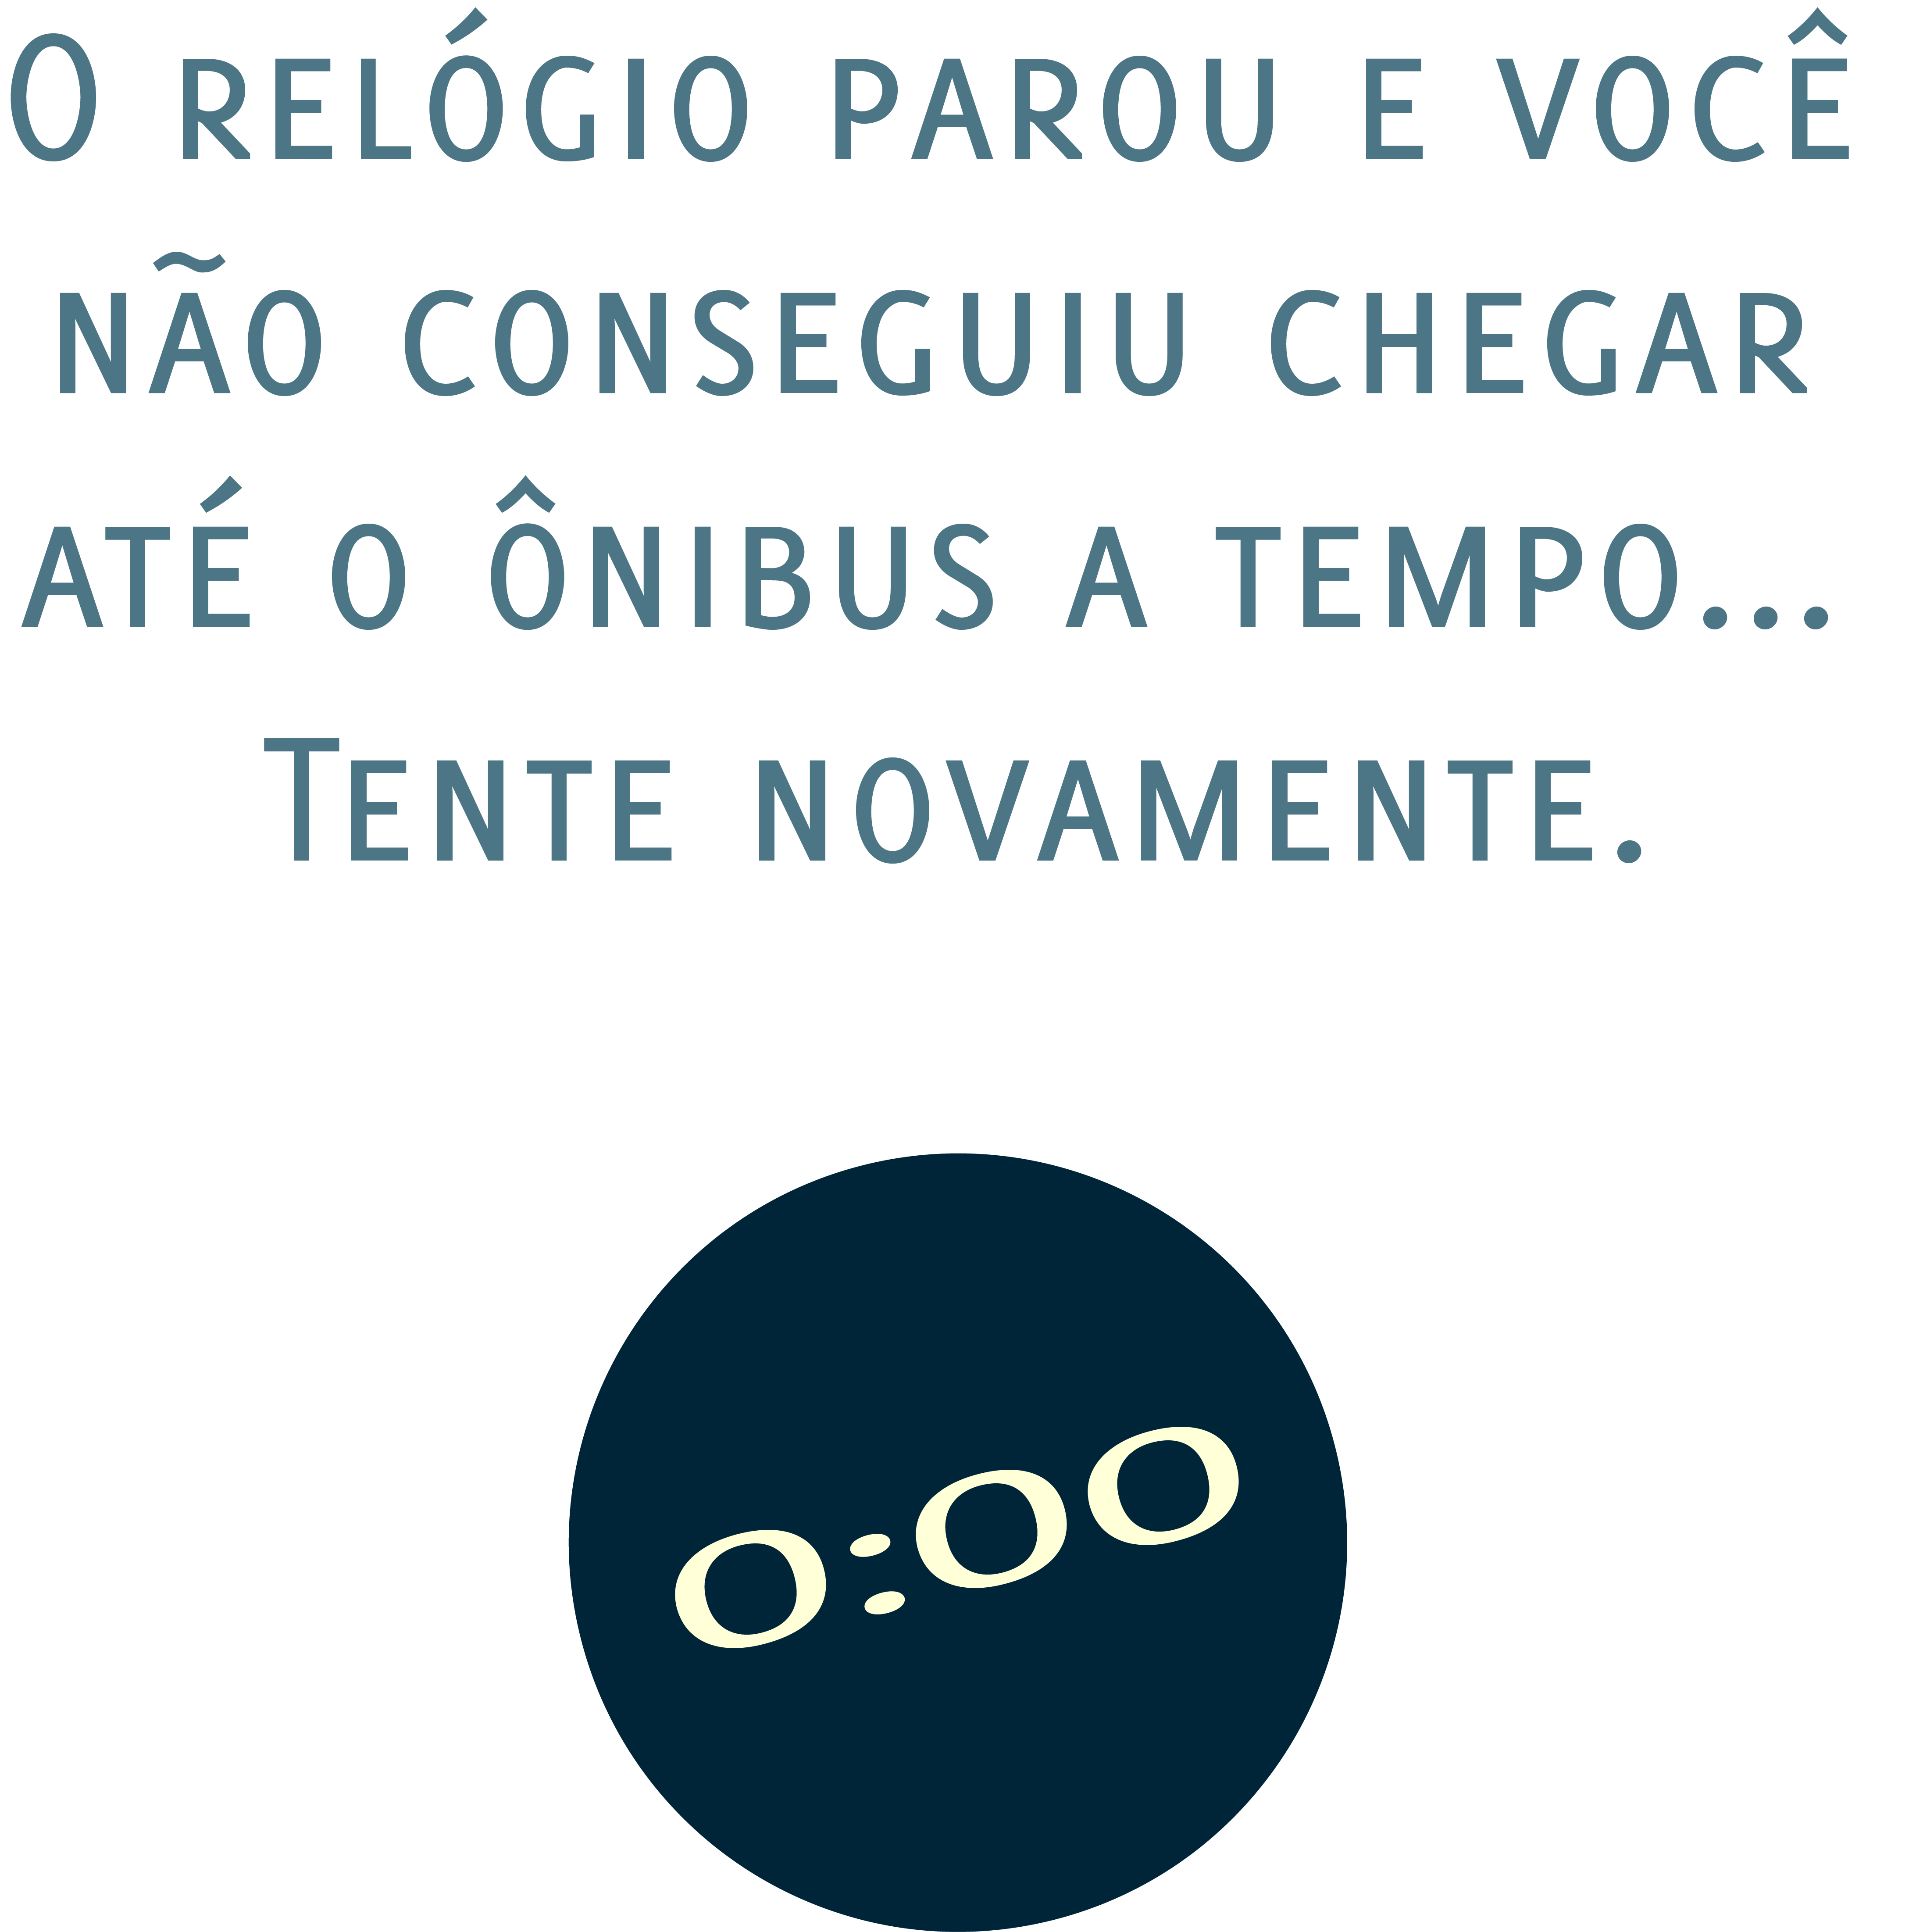 O relógio parou e você
não conseguiu chegar
até o ônibus a tempo...
Tente novamente.
0:00